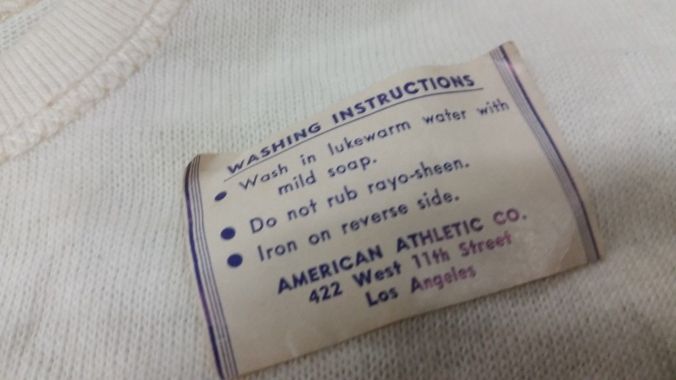 WASHING INSTRUCTIONS
• Wash in lukewarm water with
mild soap.
• Do not rub rayo-sheen.
• Iron on reverse side.
AMERICAN ATHLETIC CO.
422 West 11th Street
Los Angeles